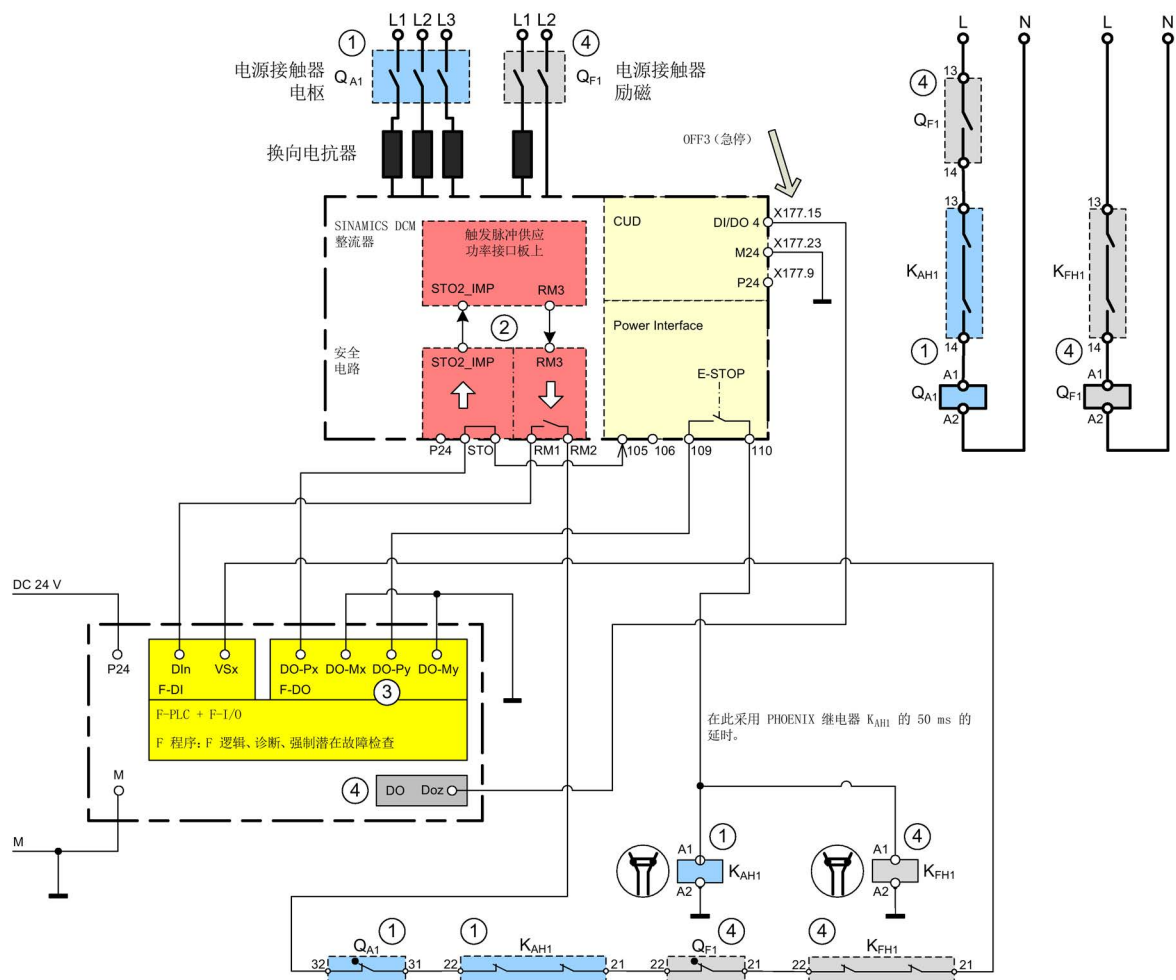 L1 L2 L3
L1 L2
L
N
L
N
1
4
电源接触器
电枢
QA1
QF1
电源接触器
励磁
13
4
QF1
14
换向电抗器
OFF3（急停）
13
KAH1
14
1
A1
QA1
A2
13
KFH1
14
4
A1
QF1
A2
SINAMICS DCM
整流器
触发脉冲供应
功率接口板上
STO2_IMP
RM3
CUD
DI/DO 4
X177.15
M24
X177.23
P24
X177.9
2
安全
电路
STO2_IMP
RM3
Power Interface
E-STOP
P24
STO
RM1
RM2
105
106
109
110
DC 24 V
P24
DIn
VSx
F-DI
DO-Px
DO-Mx
DO-Py
DO-My
F-DO
3
F-PLC + F-I/O
F 程序: F 逻辑、诊断、强制潜在故障检查
M
4
DO
Doz
M
在此采用 PHOENIX 继电器 KAH1 的 50 ms 的
延时。
A1
1
KAH1
A2
A1
4
KFH1
A2
QA1
1
32
31
1
KAH1
22
21
QF1
4
22
21
4
KFH1
22
21